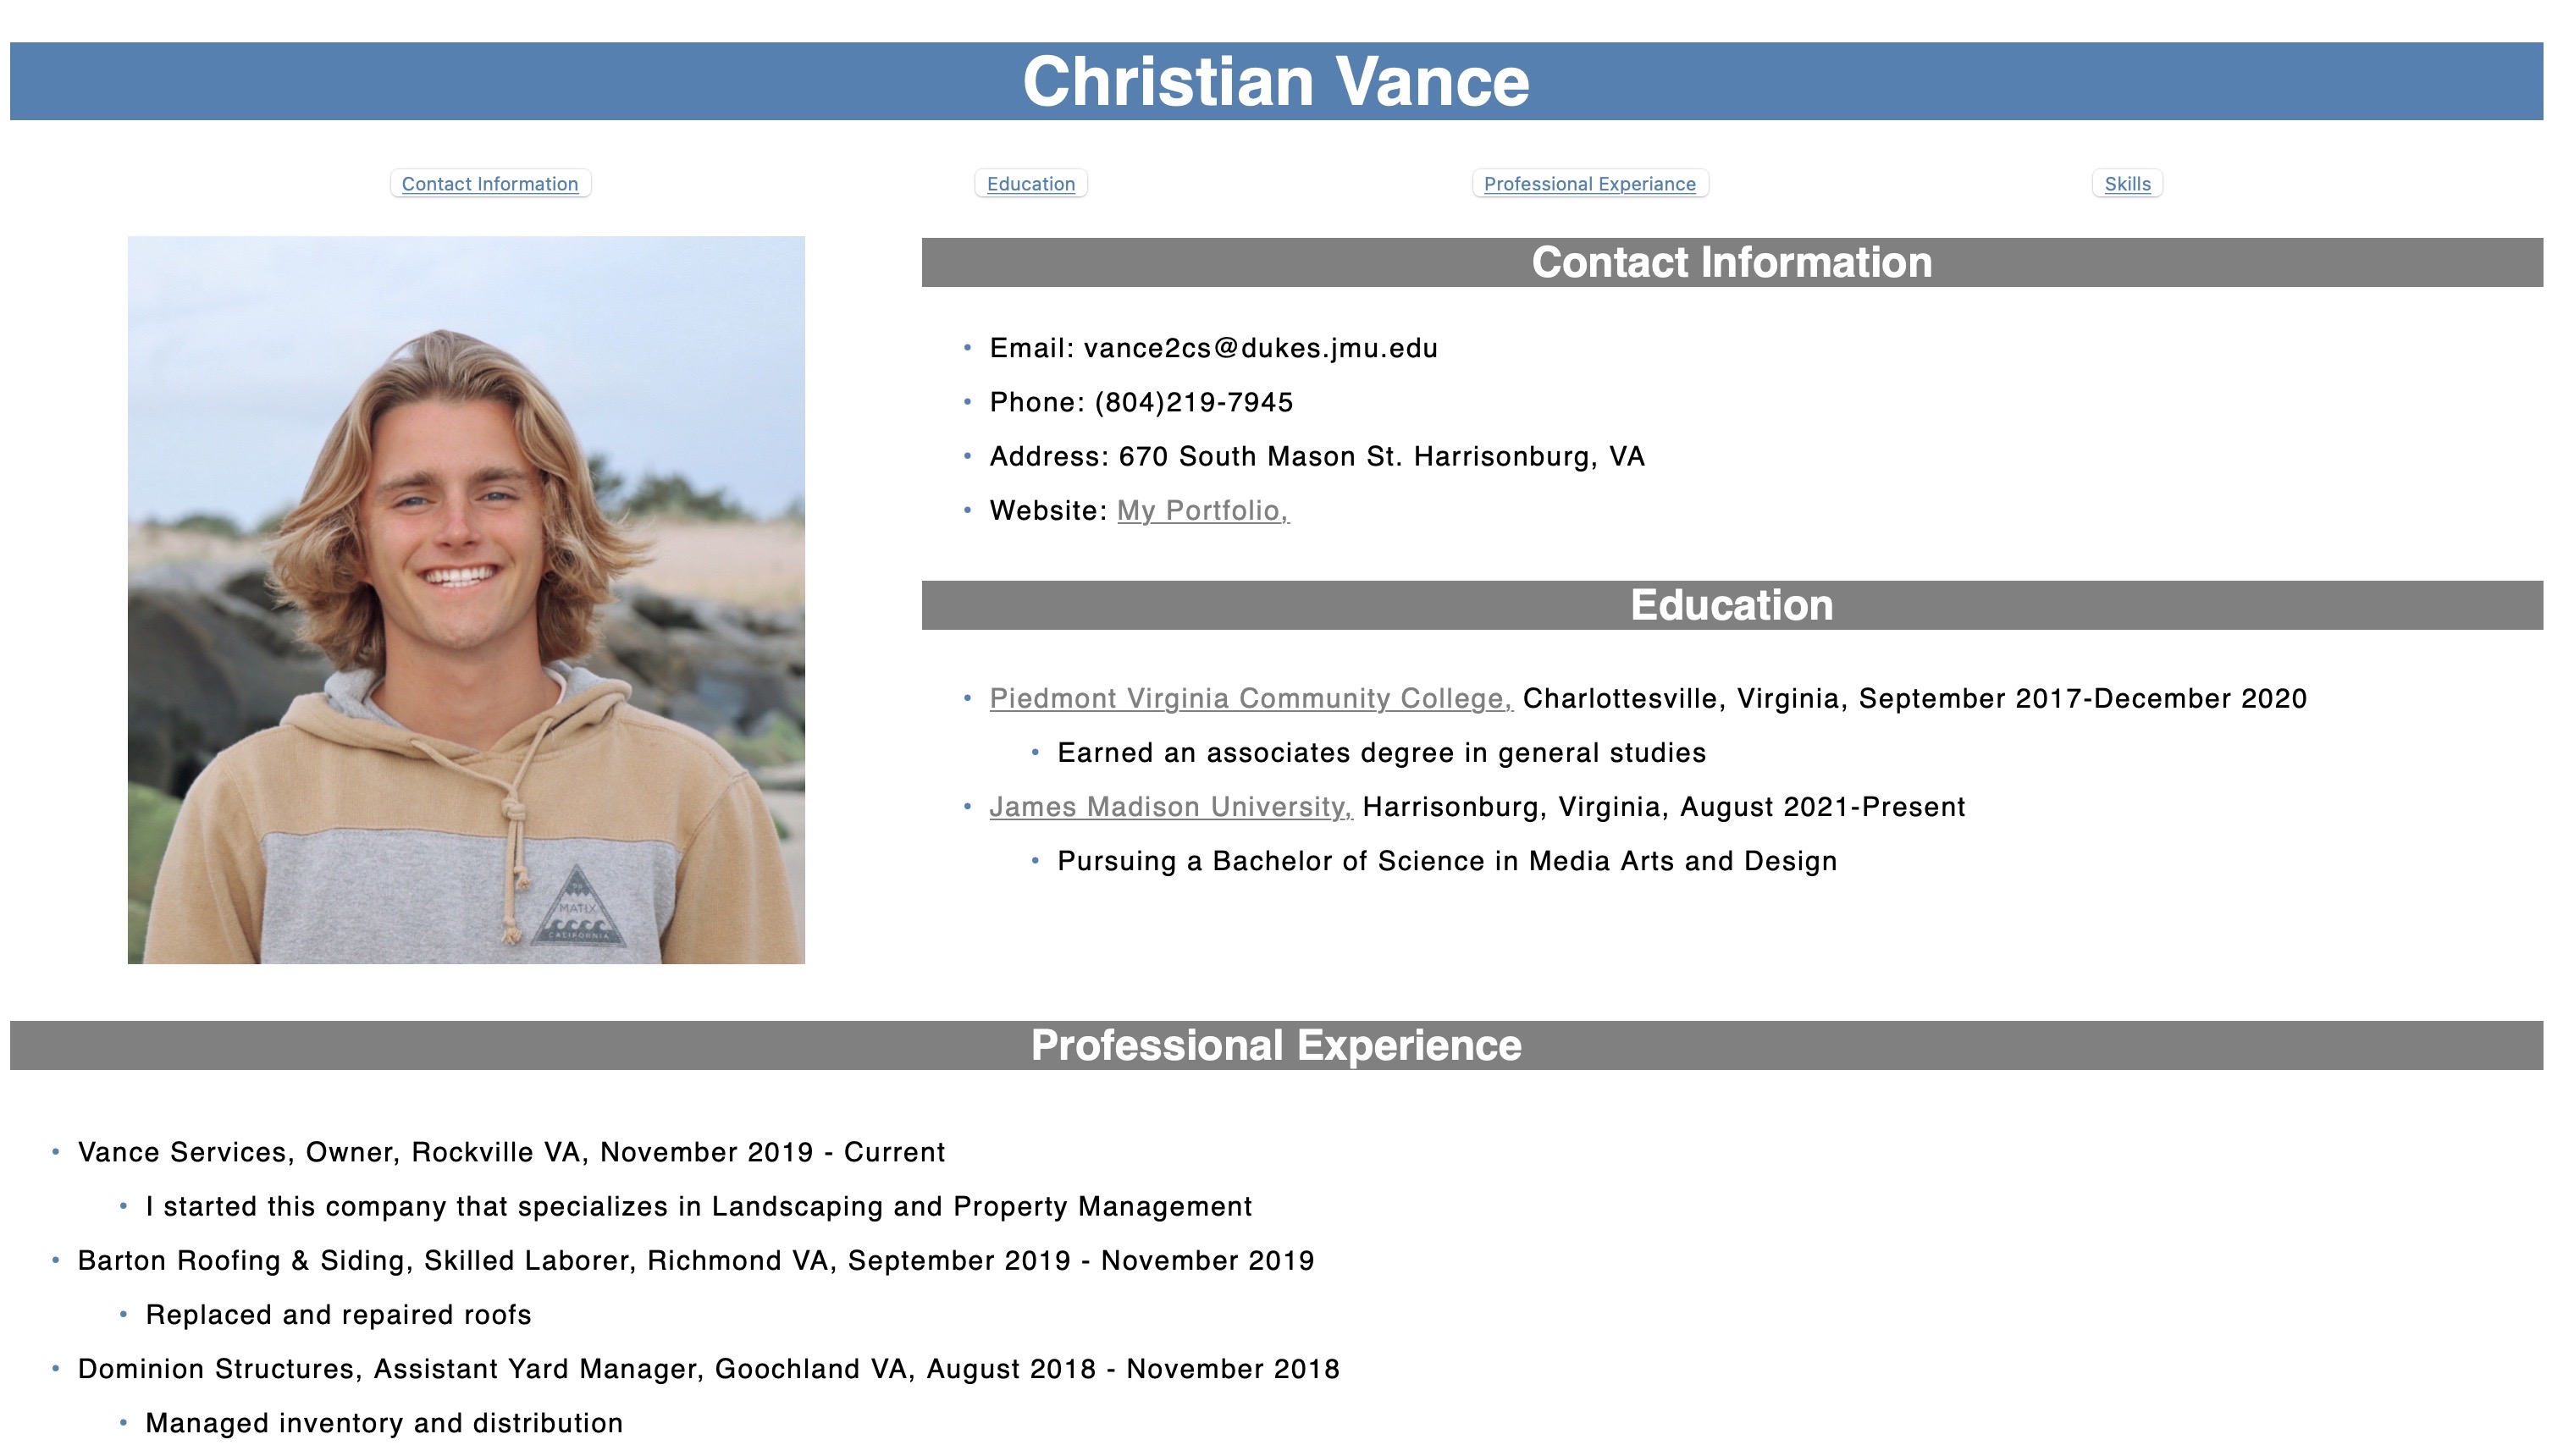 Christian Vance
Contact Information
Education
Professional Experiance
Skills
Contact Information
Email: vance2cs@dukes.jmu.edu
Phone: (804)219-7945
Address: 670 South Mason St. Harrisonburg, VA
Website: My Portfolio,
Education
Piedmont Virginia Community College, Charlottesville, Virginia, September 2017-December 2020
Earned an associates degree in general studies
James Madison University, Harrisonburg, Virginia, August 2021-Present
Pursuing a Bachelor of Science in Media Arts and Design
MATIX
CALIFORNIA
Professional Experience
Vance Services, Owner, Rockville VA, November 2019 - Current
I started this company that specializes in Landscaping and Property Management
Barton Roofing & Siding, Skilled Laborer, Richmond VA, September 2019 - November 2019
Replaced and repaired roofs
Dominion Structures, Assistant Yard Manager, Goochland VA, August 2018 - November 2018
Managed inventory and distribution